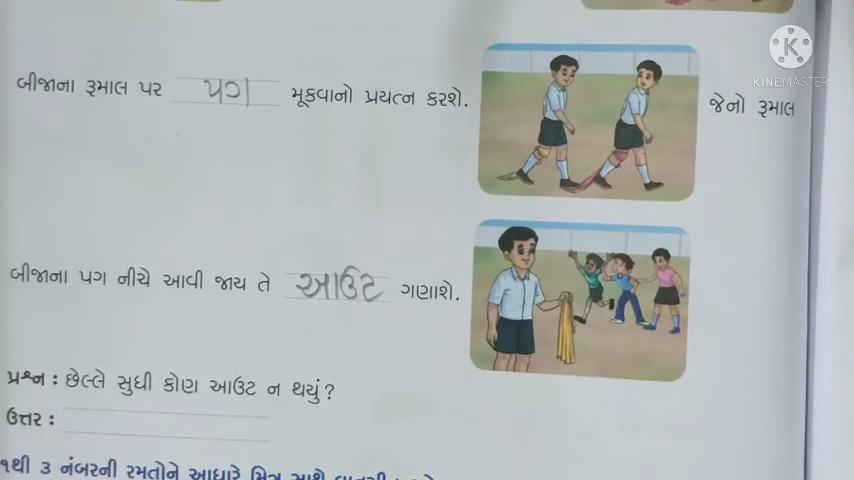 KINEMASTER
બીજાના રૂમાલ પર પગ મૂકવાનો પ્રયત્ન કરશે. જેનો રૂમાલ
બીજાના પગ નીચે આવી જાય તે આઉટ ગણાશે.
પ્રશ્ન : છેલ્લે સુધી કોણ આઉટ ન થયું?
ઉત્તર :
૧થી ૩ નંબરની રમતોને આધારે મિત્ર સાથે